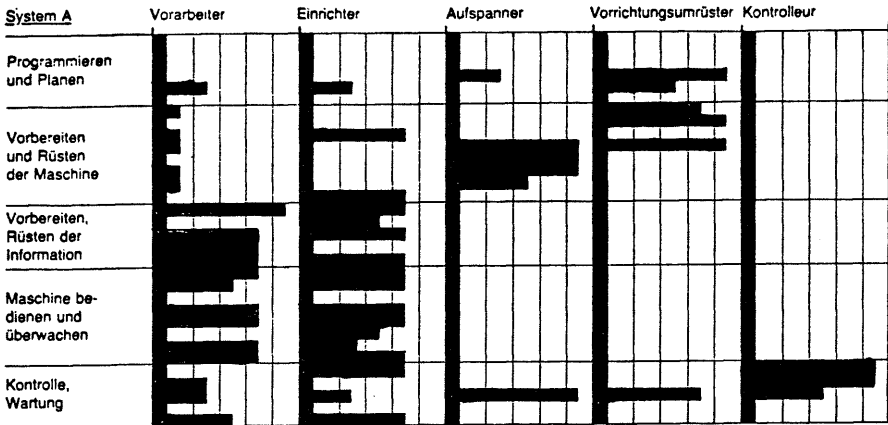 System A
Vorarbeiter
Einrichter
Aufspanner
Vorrichtungsumrüster
Kontrolleur
Programmieren
und Planen
Vorbereiten
und Rüsten
der Maschine
Vorbereiten,
Rüsten der
Information
Maschine be-
dienen und
überwachen
Kontrolle,
Wartung